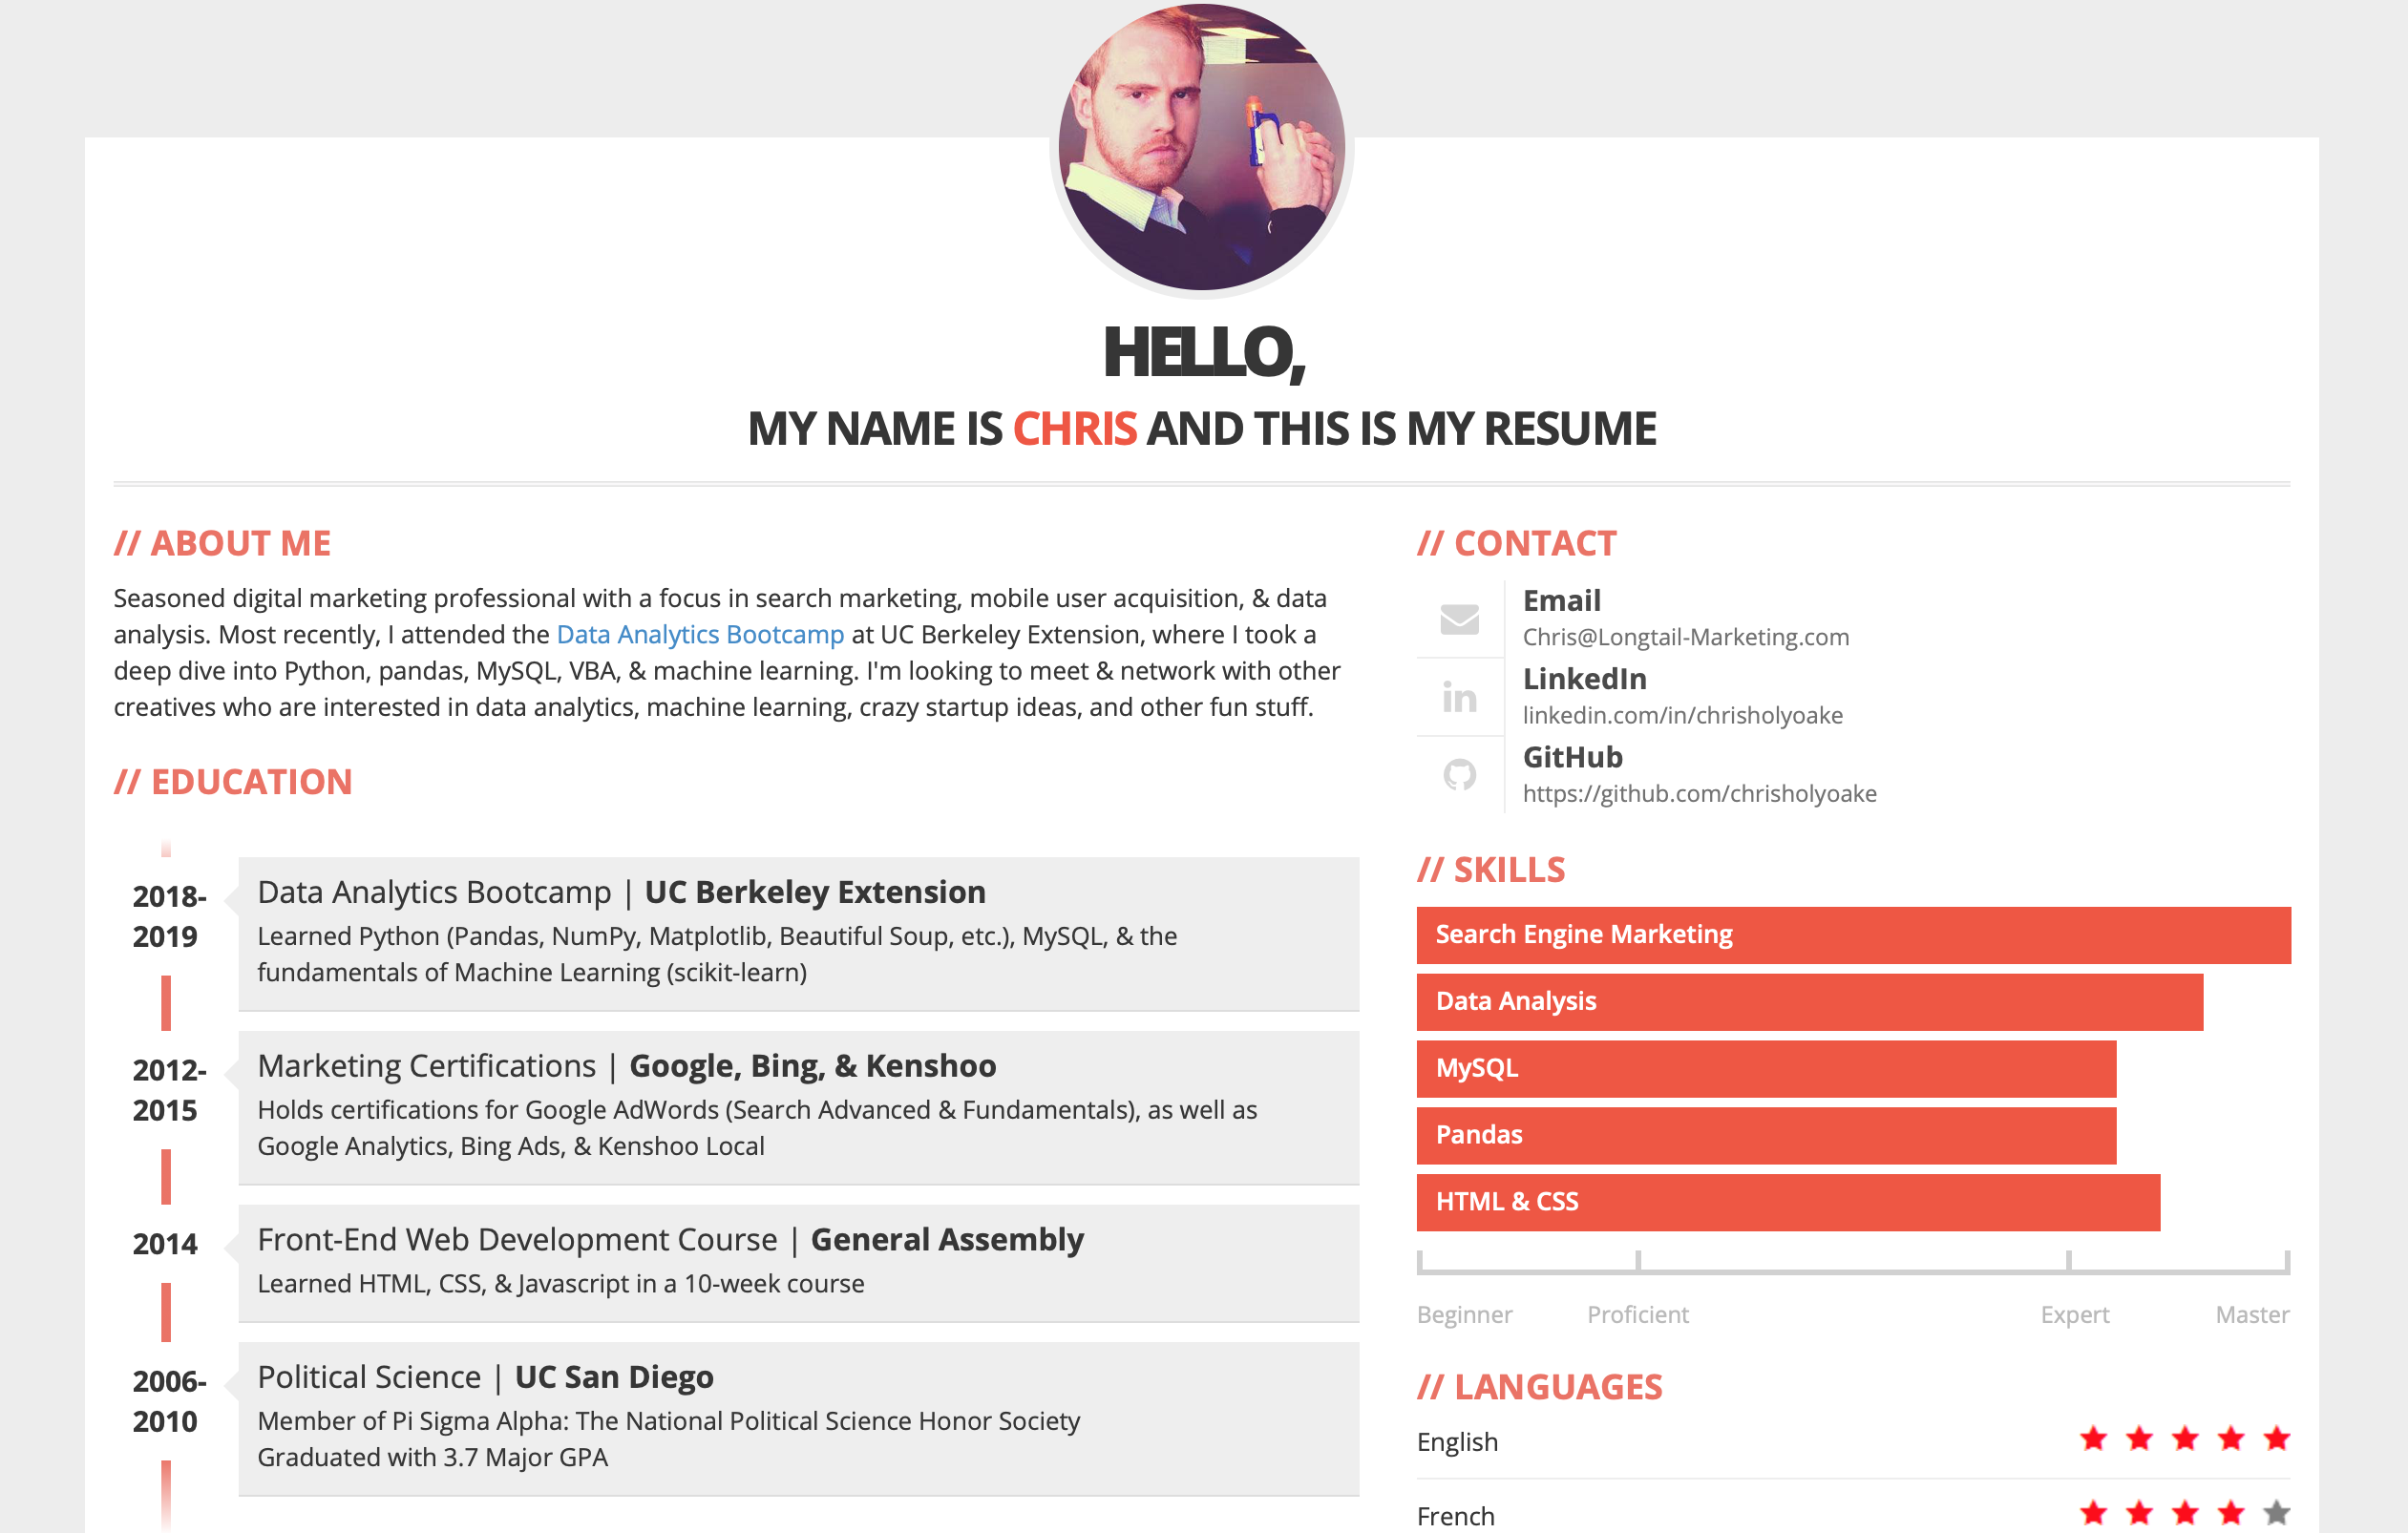 HELLO,
MY NAME IS CHRIS AND THIS IS MY RESUME
// ABOUT ME
Seasoned digital marketing professional with a focus in search marketing, mobile user acquisition, & data
analysis. Most recently, I attended the Data Analytics Bootcamp at UC Berkeley Extension, where I took a
deep dive into Python, pandas, MySQL, VBA, & machine learning. I'm looking to meet & network with other
creatives who are interested in data analytics, machine learning, crazy startup ideas, and other fun stuff.
// EDUCATION
2018-
2019
Data Analytics Bootcamp | UC Berkeley Extension
Learned Python (Pandas, NumPy, Matplotlib, Beautiful Soup, etc.), MySQL, & the
fundamentals of Machine Learning (scikit-learn)
2012-
2015
Marketing Certifications | Google, Bing, & Kenshoo
Holds certifications for Google AdWords (Search Advanced & Fundamentals), as well as
Google Analytics, Bing Ads, & Kenshoo Local
2014
Front-End Web Development Course | General Assembly
Learned HTML, CSS, & Javascript in a 10-week course
2006-
2010
Political Science | UC San Diego
Member of Pi Sigma Alpha: The National Political Science Honor Society
Graduated with 3.7 Major GPA
// CONTACT
Email
Chris@Longtail-Marketing.com
in
LinkedIn
linkedin.com/in/chrisholyoake
GitHub
https://github.com/chrisholyoake
// SKILLS
Search Engine Marketing
Data Analysis
MySQL
Pandas
HTML & CSS
Beginner Proficient Expert Master
// LANGUAGES
English
French